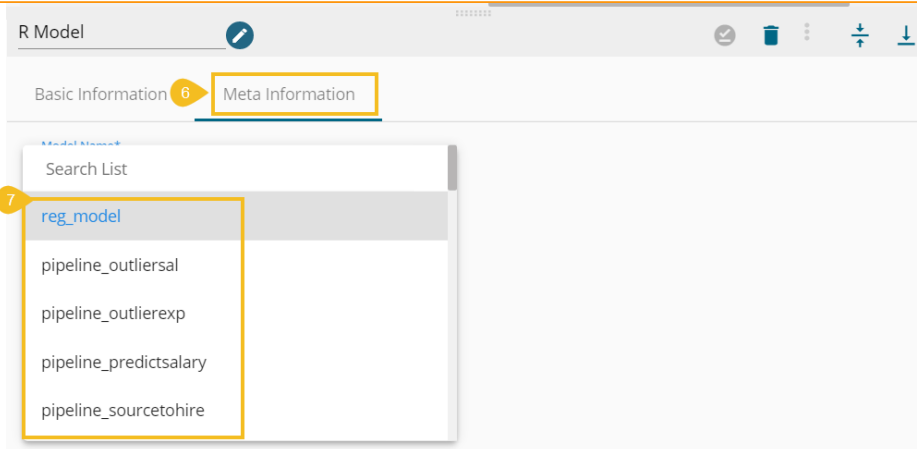 R Model
Basic Information 6 Meta Information
Model Name*
Search List
7
reg_model
pipeline_outliersal
pipeline_outlierexp
pipeline_predictsalary
pipeline_sourcetohire